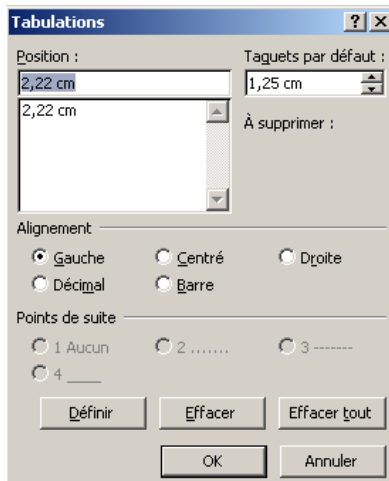 Tabulations
Position :
Taquets par défaut :
2,22 cm
1,25 cm
2,22 cm
À supprimer :
Alignement
Gauche
Centré
Droite
Décimal
Barre
Points de suite
1 Aucun
2 .......
3 -------
4 ____
Définir
Effacer
Effacer tout
OK
Annuler